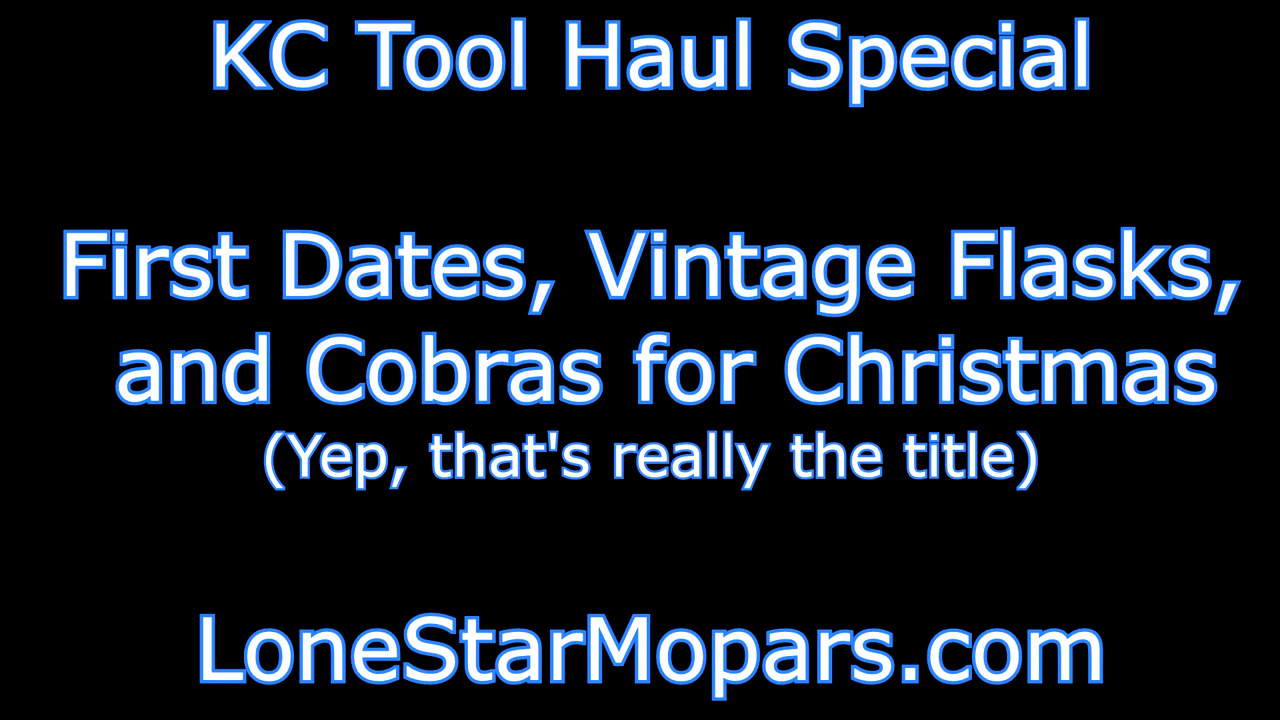 KC Tool Haul Special
First Dates, Vintage Flasks,
and Cobras for Christmas
(Yep, that's really the title)
LoneStarMopars.com